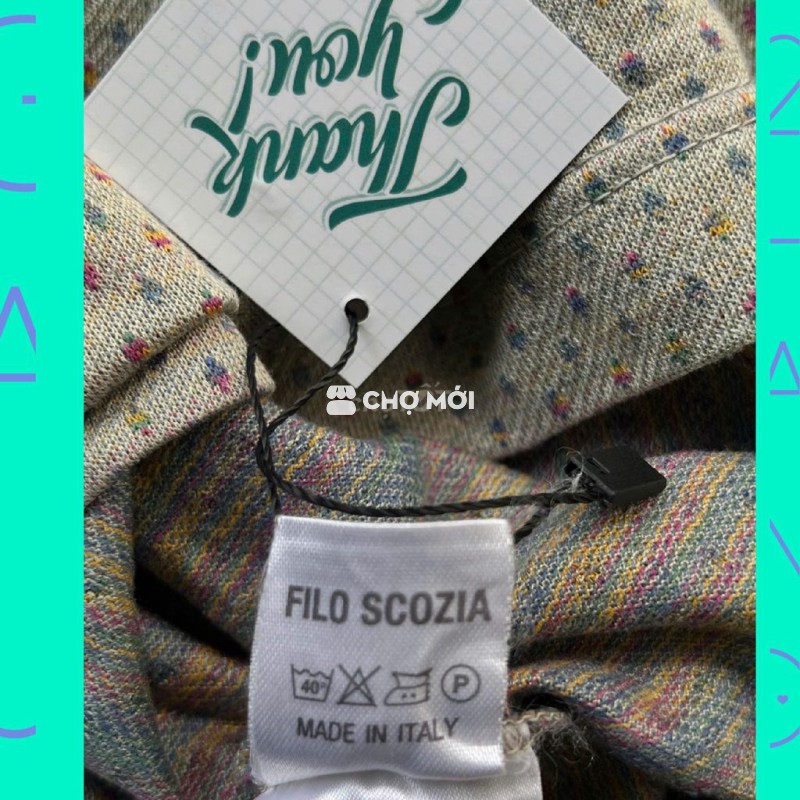 Thank
you!
CHỢ MỚI
FILO SCOZIA
40° P
MADE IN ITALY